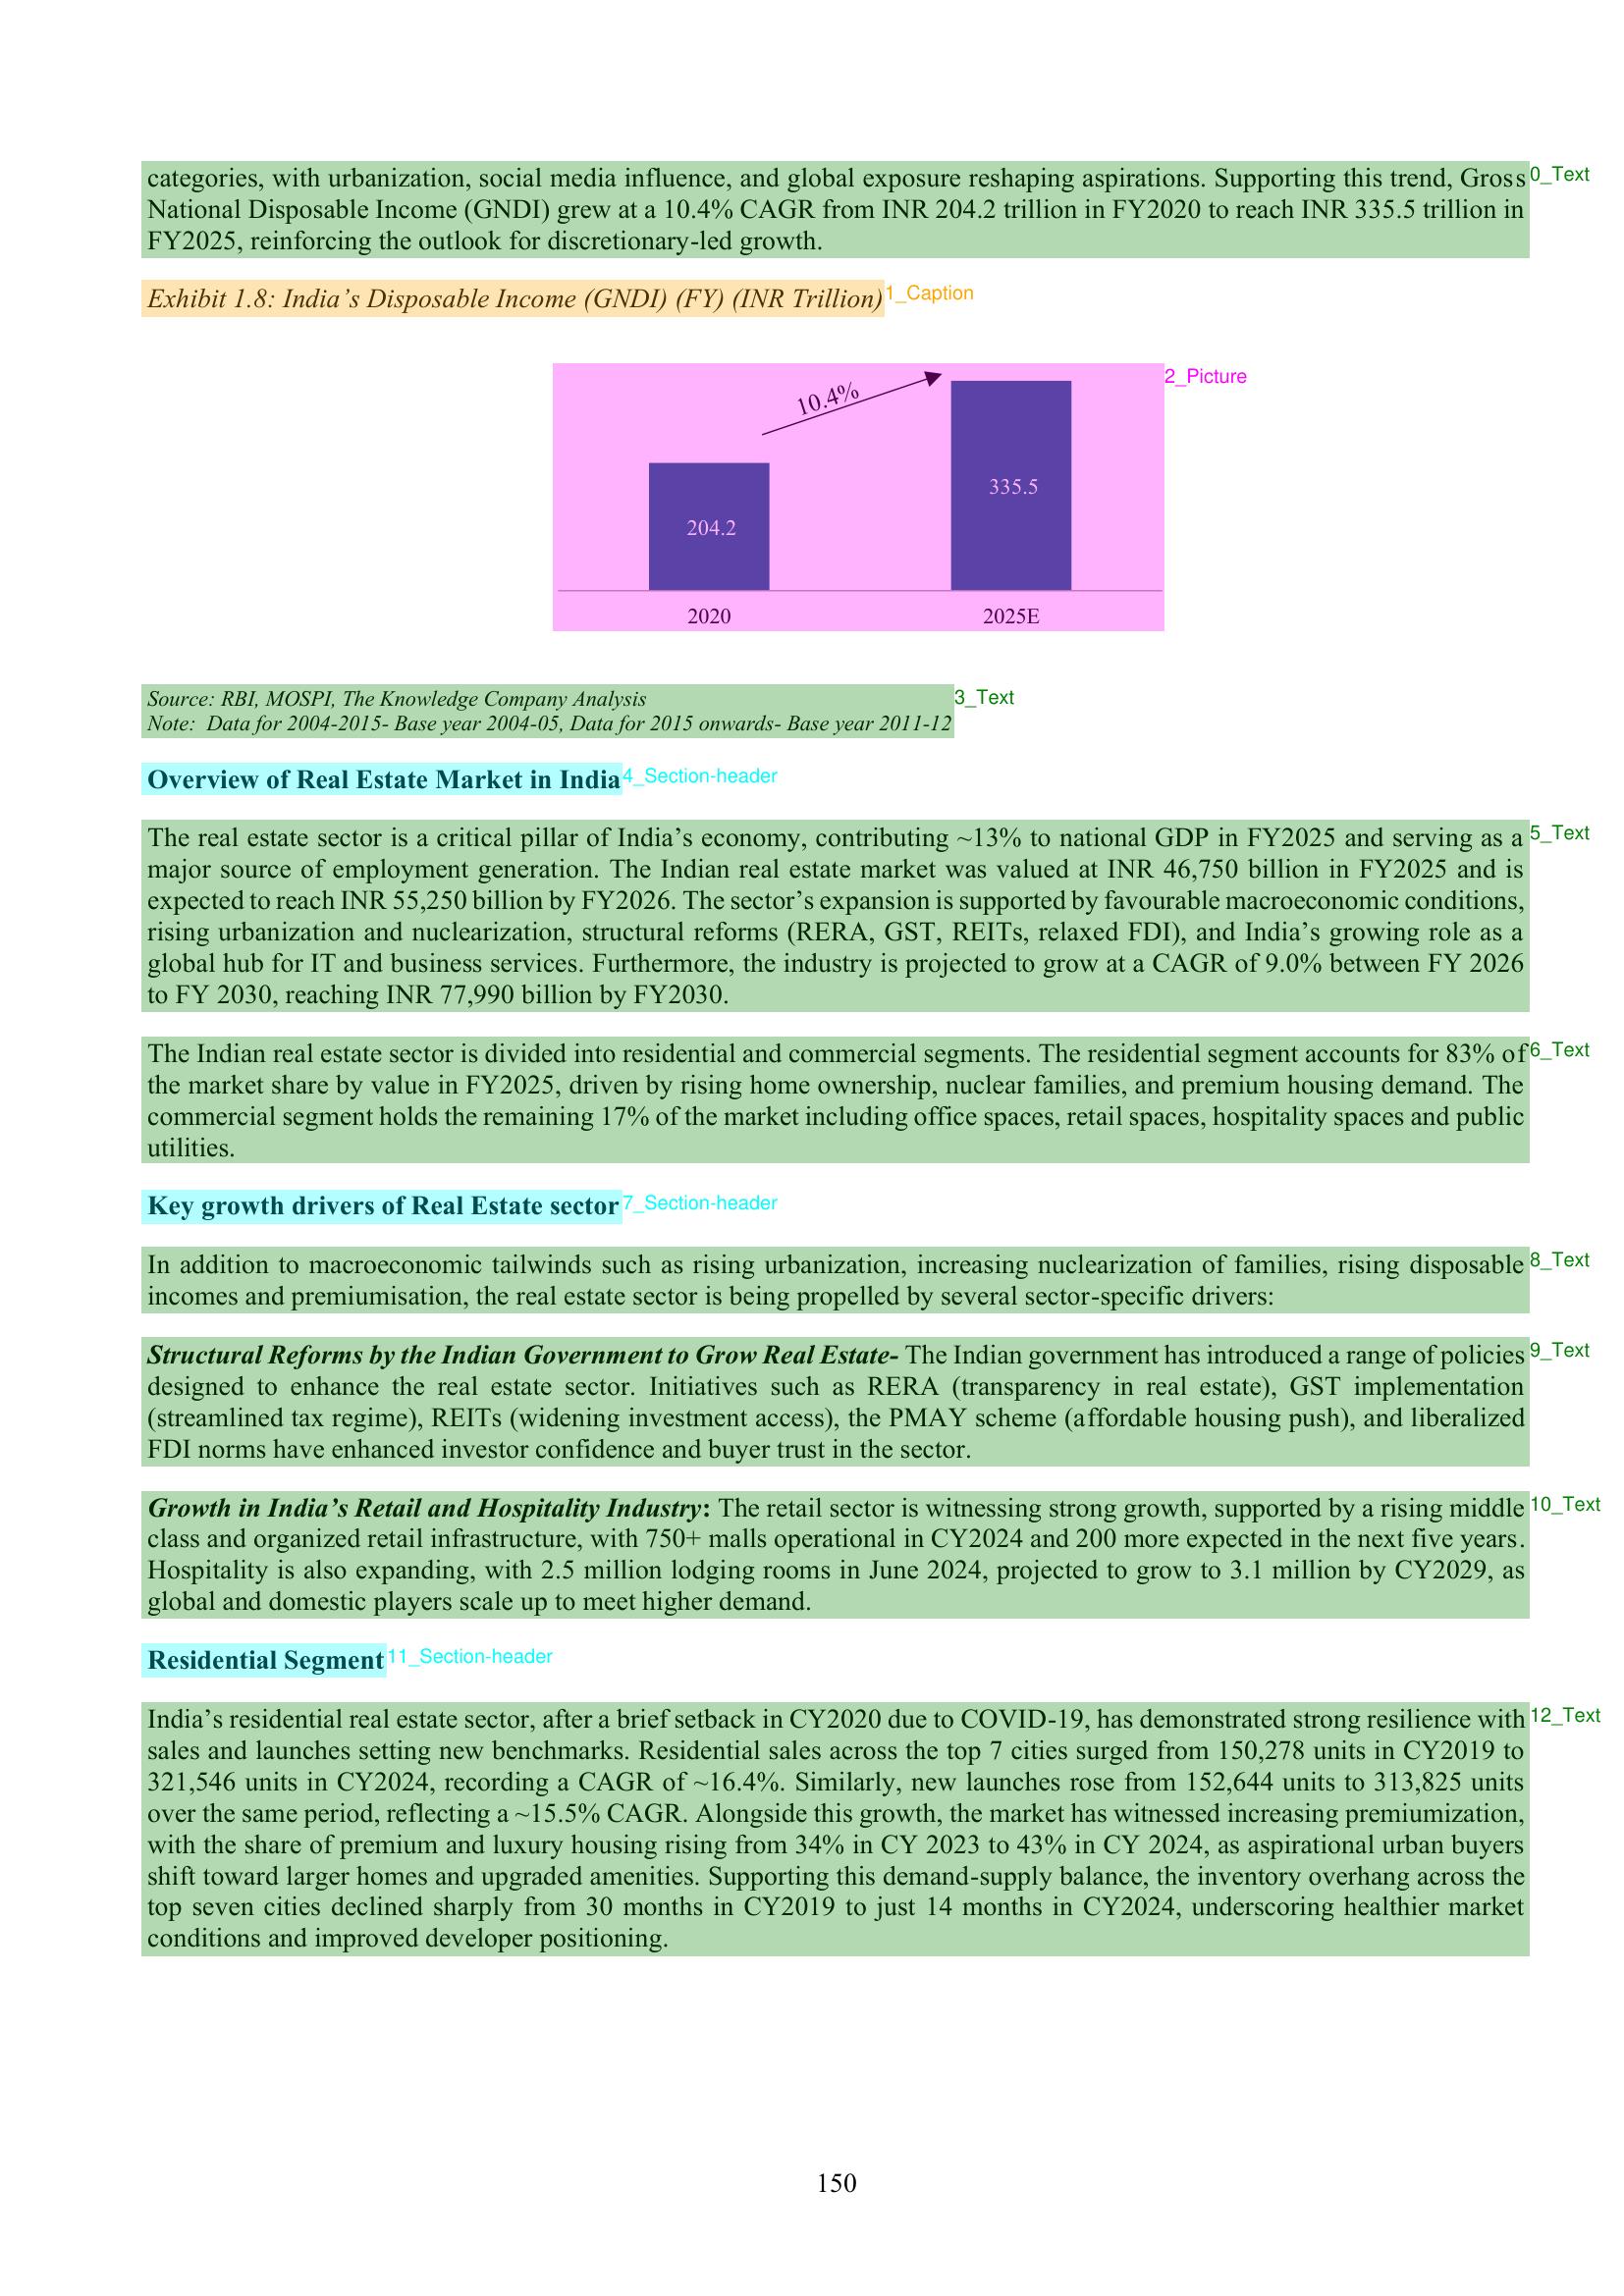 categories, with urbanization, social media influence, and global exposure reshaping aspirations. Supporting this trend, Gross
0_Text
National Disposable Income (GNDI) grew at a 10.4% CAGR from INR 204.2 trillion in FY2020 to reach INR 335.5 trillion in
FY2025, reinforcing the outlook for discretionary-led growth.
Exhibit 1.8: India’s Disposable Income (GNDI) (FY) (INR Trillion)
1_Caption
2_Picture
10.4%
335.5
204.2
2020
2025E
Source: RBI, MOSPI, The Knowledge Company Analysis
3_Text
Note:  Data for 2004-2015- Base year 2004-05, Data for 2015 onwards- Base year 2011-12
Overview of Real Estate Market in India
4_Section-header
The real estate sector is a critical pillar of India’s economy, contributing ~13% to national GDP in FY2025 and serving as a
5_Text
major source of employment generation. The Indian real estate market was valued at INR 46,750 billion in FY2025 and is
expected to reach INR 55,250 billion by FY2026. The sector’s expansion is supported by favourable macroeconomic conditions,
rising urbanization and nuclearization, structural reforms (RERA, GST, REITs, relaxed FDI), and India’s growing role as a
global hub for IT and business services. Furthermore, the industry is projected to grow at a CAGR of 9.0% between FY 2026
to FY 2030, reaching INR 77,990 billion by FY2030.
The Indian real estate sector is divided into residential and commercial segments. The residential segment accounts for 83% of
6_Text
the market share by value in FY2025, driven by rising home ownership, nuclear families, and premium housing demand. The
commercial segment holds the remaining 17% of the market including office spaces, retail spaces, hospitality spaces and public
utilities.
Key growth drivers of Real Estate sector
7_Section-header
In addition to macroeconomic tailwinds such as rising urbanization, increasing nuclearization of families, rising disposable
8_Text
incomes and premiumisation, the real estate sector is being propelled by several sector-specific drivers:
Structural Reforms by the Indian Government to Grow Real Estate- The Indian government has introduced a range of policies
9_Text
designed to enhance the real estate sector. Initiatives such as RERA (transparency in real estate), GST implementation
(streamlined tax regime), REITs (widening investment access), the PMAY scheme (affordable housing push), and liberalized
FDI norms have enhanced investor confidence and buyer trust in the sector.
Growth in India’s Retail and Hospitality Industry: The retail sector is witnessing strong growth, supported by a rising middle
10_Text
class and organized retail infrastructure, with 750+ malls operational in CY2024 and 200 more expected in the next five years.
Hospitality is also expanding, with 2.5 million lodging rooms in June 2024, projected to grow to 3.1 million by CY2029, as
global and domestic players scale up to meet higher demand.
Residential Segment
11_Section-header
India’s residential real estate sector, after a brief setback in CY2020 due to COVID-19, has demonstrated strong resilience with
12_Text
sales and launches setting new benchmarks. Residential sales across the top 7 cities surged from 150,278 units in CY2019 to
321,546 units in CY2024, recording a CAGR of ~16.4%. Similarly, new launches rose from 152,644 units to 313,825 units
over the same period, reflecting a ~15.5% CAGR. Alongside this growth, the market has witnessed increasing premiumization,
with the share of premium and luxury housing rising from 34% in CY 2023 to 43% in CY 2024, as aspirational urban buyers
shift toward larger homes and upgraded amenities. Supporting this demand-supply balance, the inventory overhang across the
top seven cities declined sharply from 30 months in CY2019 to just 14 months in CY2024, underscoring healthier market
conditions and improved developer positioning.
150